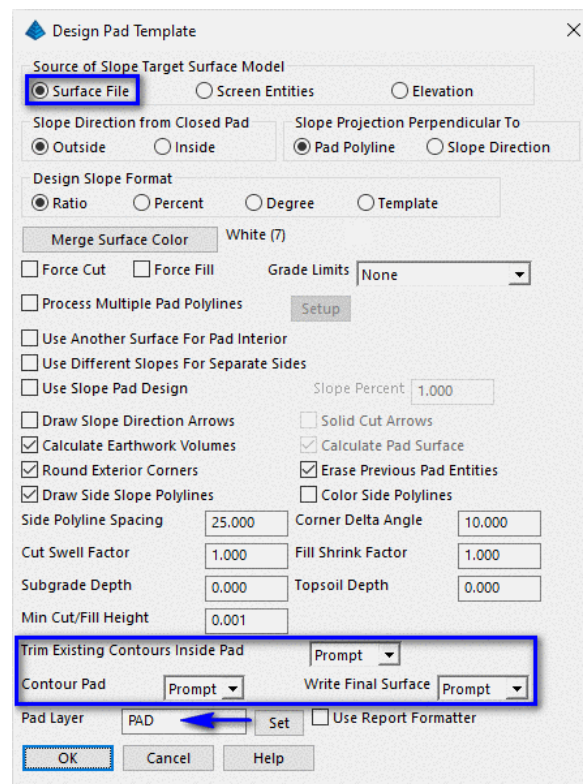 Design Pad Template
Source of Slope Target Surface Model
Surface File Screen Entities Elevation
Slope Direction from Closed Pad Slope Projection Perpendicular To
Outside Inside Pad Polyline Slope Direction
Design Slope Format
Ratio Percent Degree Template
Merge Surface Color White (7)
Force Cut Force Fill Grade Limits None
Process Multiple Pad Polylines Setup
Use Another Surface For Pad Interior
Use Different Slopes For Separate Sides
Use Slope Pad Design Slope Percent 1.000
Draw Slope Direction Arrows Solid Cut Arrows
Calculate Earthwork Volumes Calculate Pad Surface
Round Exterior Corners Erase Previous Pad Entities
Draw Side Slope Polylines Color Side Polylines
Side Polyline Spacing 25.000 Corner Delta Angle 10.000
Cut Swell Factor 1.000 Fill Shrink Factor 1.000
Subgrade Depth 0.000 Topsoil Depth 0.000
Min Cut/Fill Height 0.001
Trim Existing Contours Inside Pad Prompt
Contour Pad Prompt Write Final Surface Prompt
Pad Layer PAD Set Use Report Formatter
OK Cancel Help